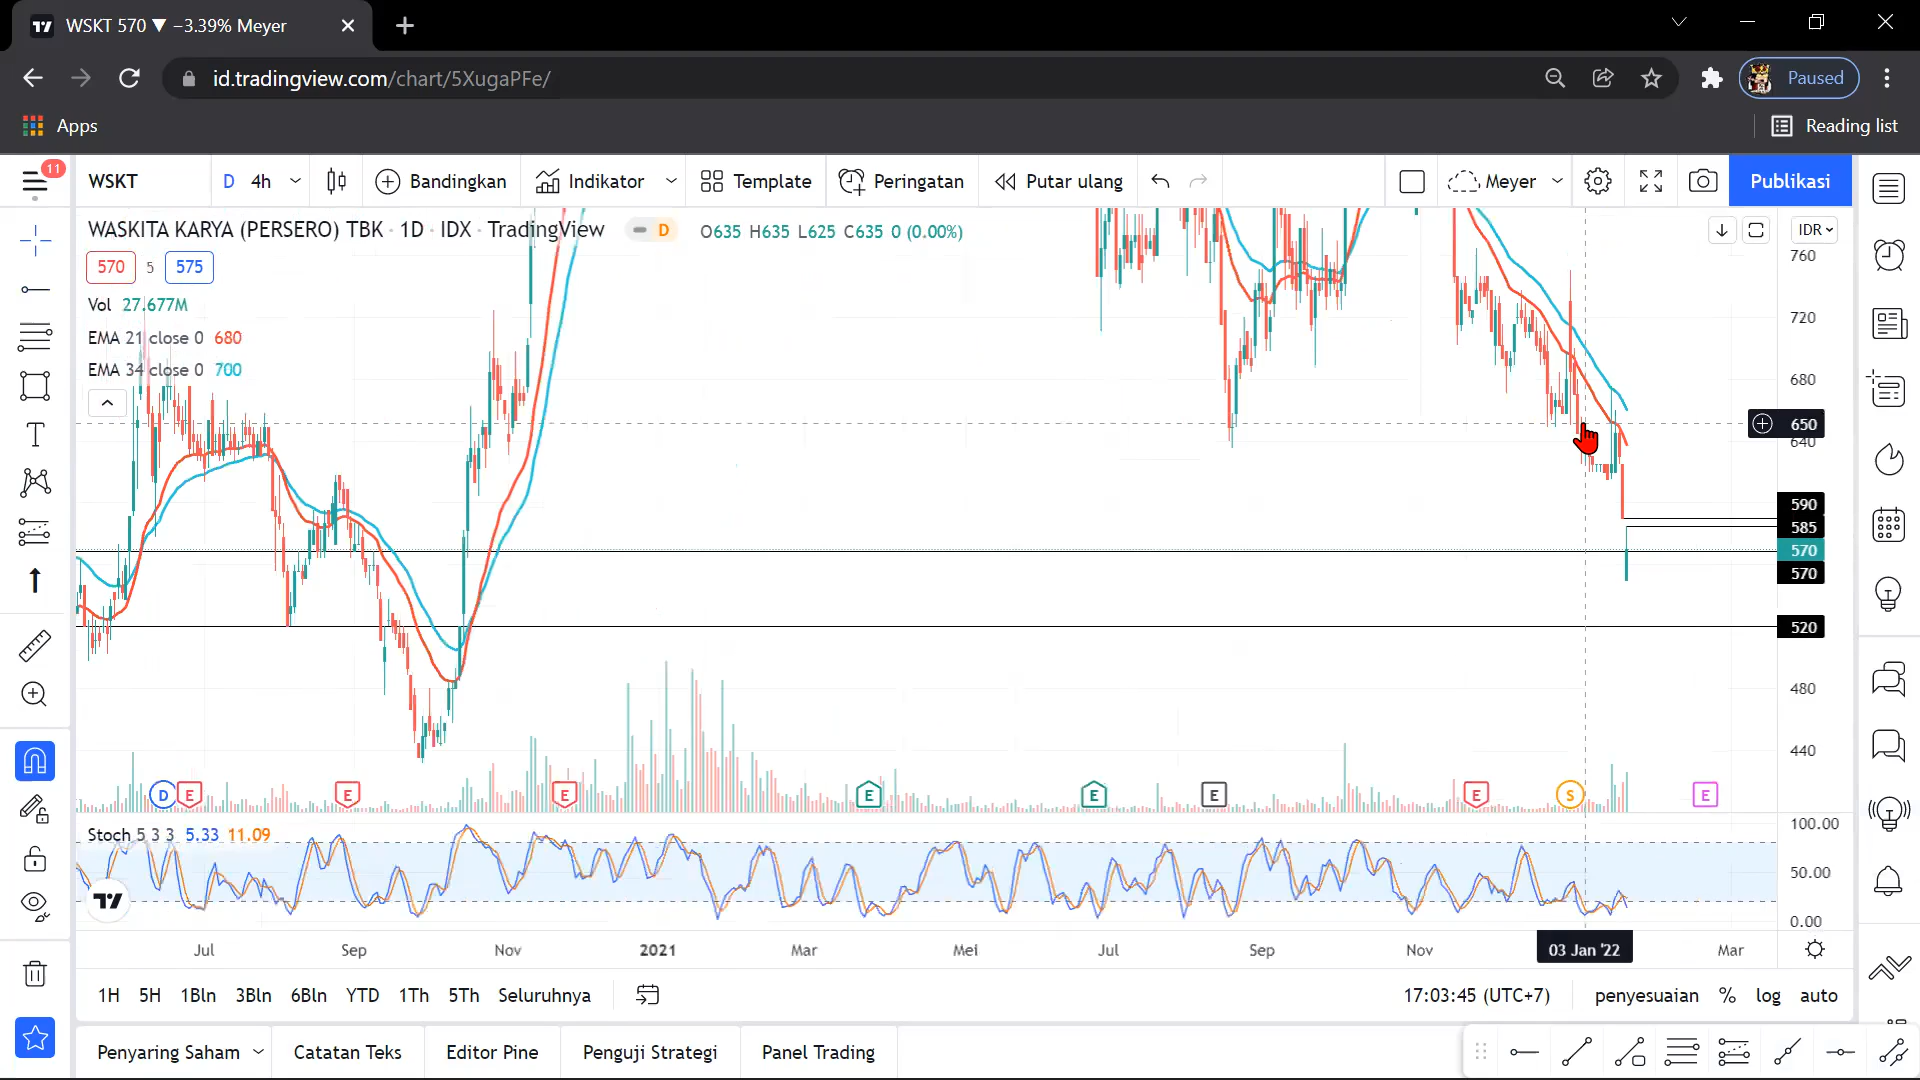 WSKT 570 ▼ −3.39% Meyer
id.tradingview.com/chart/5XugaPFe/
Paused
Apps
Reading list
11
WSKT
D 4h
Bandingkan
Indikator
Template
Peringatan
Putar ulang
Meyer
Publikasi
WASKITA KARYA (PERSERO) TBK · 1D · IDX · TradingView
D
O635 H635 L625 C635 0 (0.00%)
IDR
570 5 575
Vol 27.677M
EMA 21 close 0 680
EMA 34 close 0 700
760
720
680
650
640
590
585
570
570
520
480
440
D E E E E E E E S E
Stoch 5 3 3 5.33 11.09
100.00
50.00
0.00
Jul Sep Nov 2021 Mar Mei Jul Sep Nov 03 Jan '22 Mar
1H 5H 1Bln 3Bln 6Bln YTD 1Th 5Th Seluruhnya
17:03:45 (UTC+7) penyesuaian % log auto
Penyaring Saham Catatan Teks Editor Pine Penguji Strategi Panel Trading